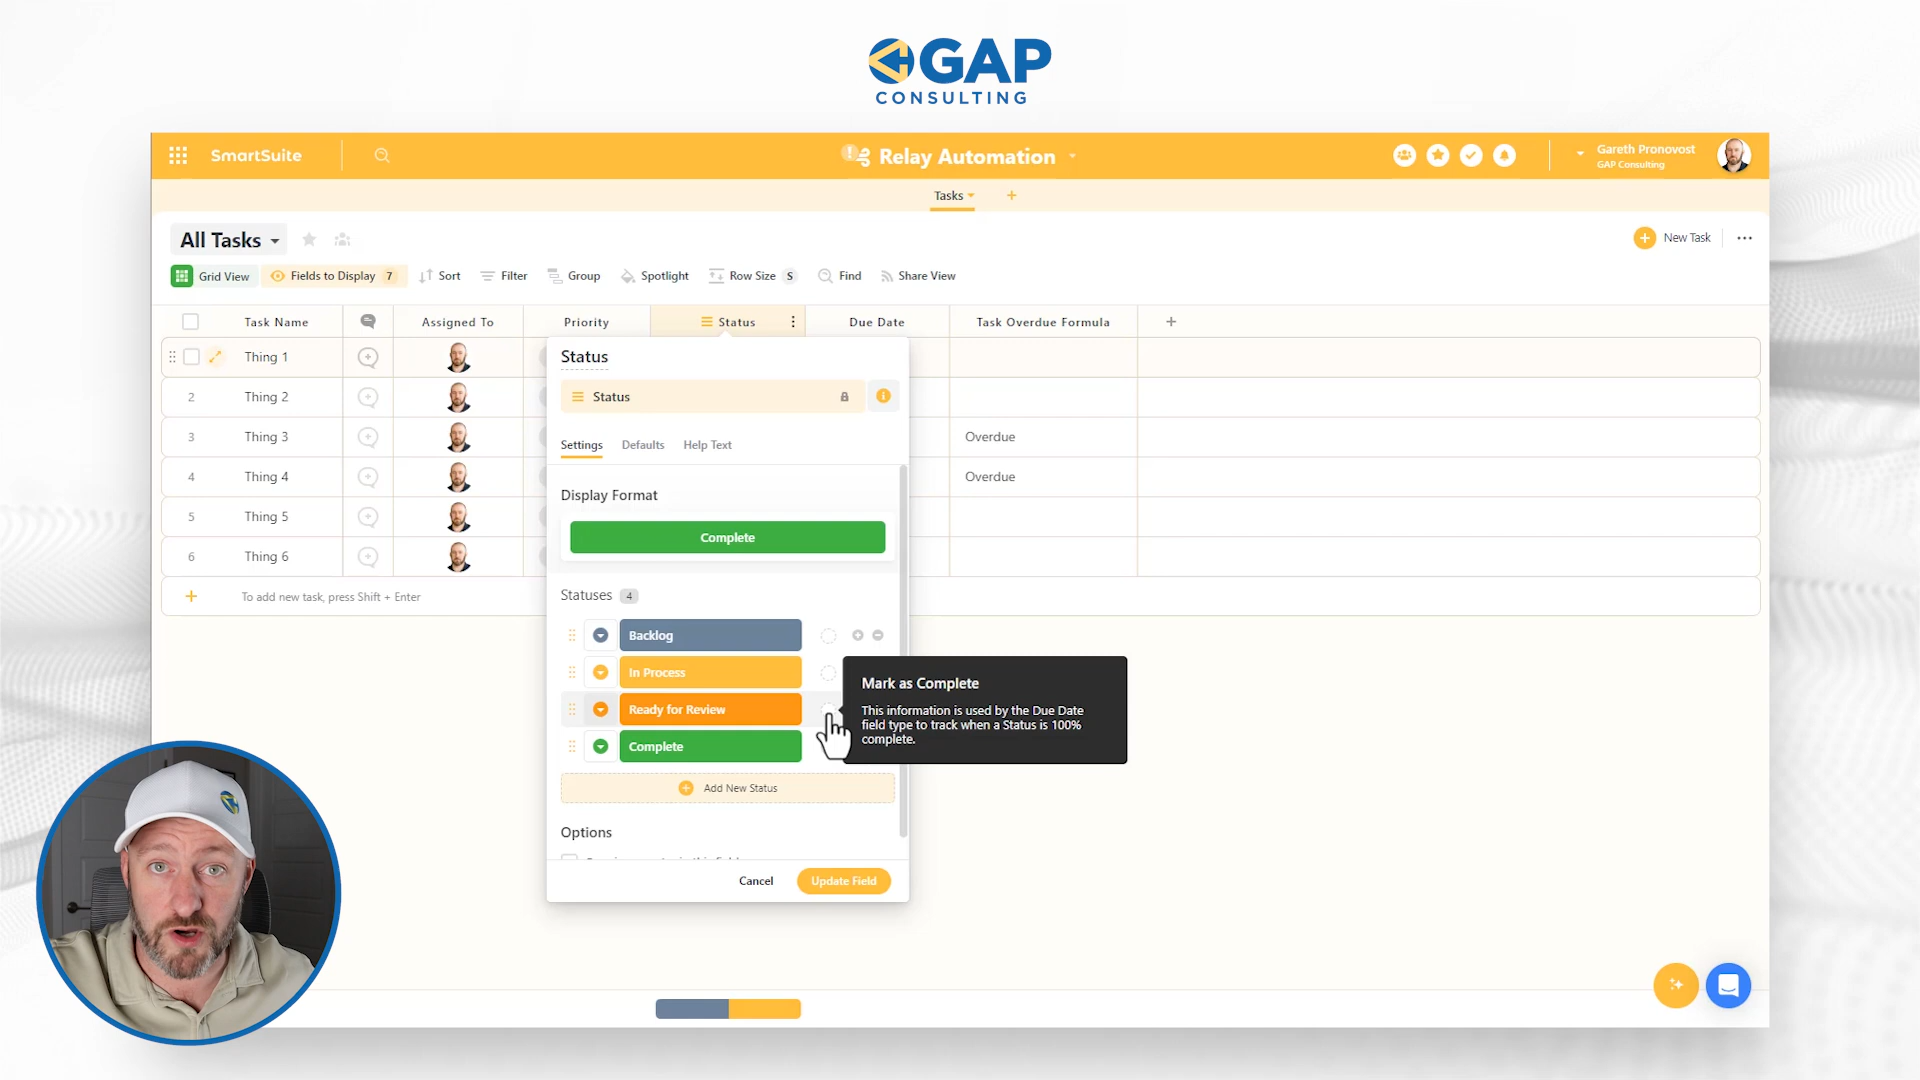 GAP
CONSULTING
SmartSuite
Relay Automation
Gareth Pronovost
GAP Consulting
Tasks
All Tasks
New Task
Grid View
Fields to Display 7
Sort
Filter
Group
Spotlight
Row Size S
Find
Share View
Task Name
Assigned To
Priority
Status
Due Date
Task Overdue Formula
Thing 1
2 Thing 2
3 Thing 3 Overdue
4 Thing 4 Overdue
5 Thing 5
6 Thing 6
To add new task, press Shift + Enter
Status
Status
Settings
Defaults
Help Text
Display Format
Complete
Statuses 4
Backlog
In Process
Ready for Review
Complete
Mark as Complete
This information is used by the Due Date
field type to track when a Status is 100%
complete.
Add New Status
Options
Cancel
Update Field